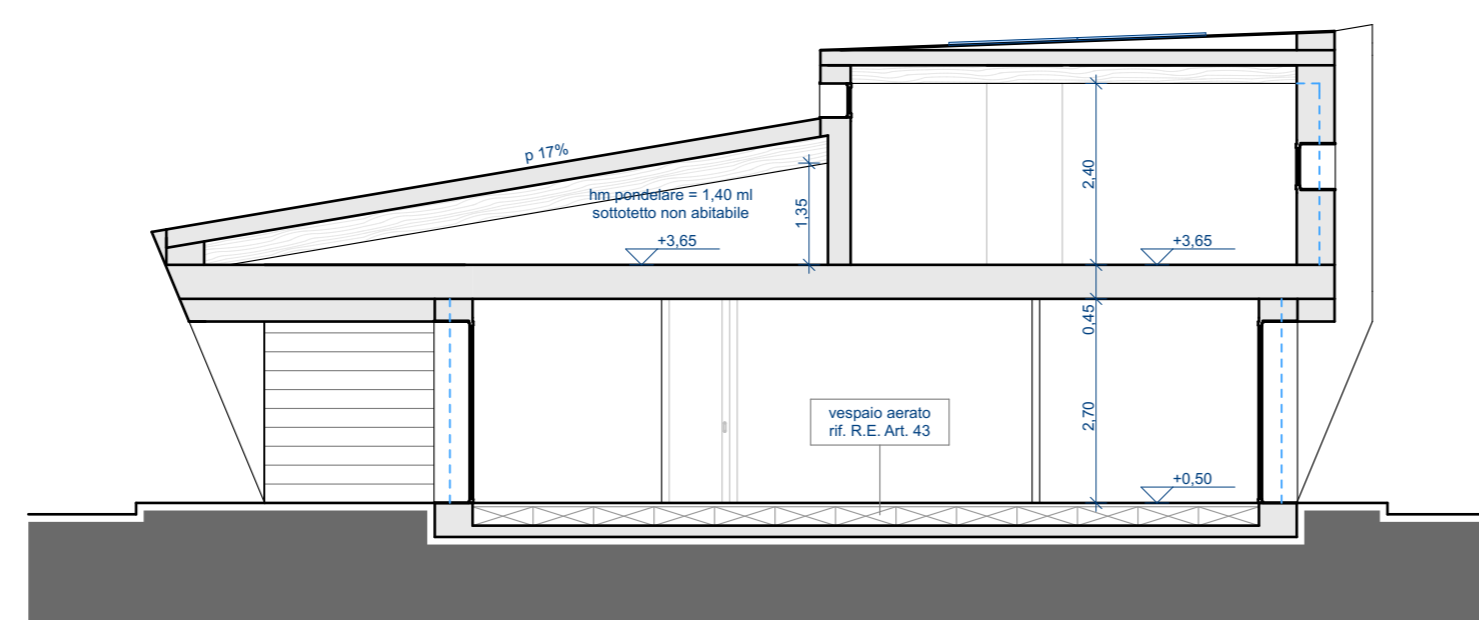 p 17%
hm pondelare = 1,40 ml
sottotetto non abitabile
1,35
2,40
+3,65
+3,65
0,45
2,70
vespaio aerato
rif. R.E. Art. 43
+0,50